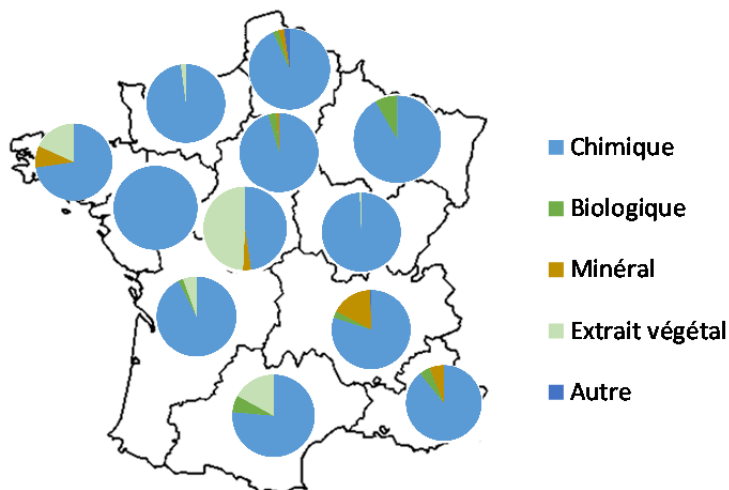 Chimique
Biologique
Minéral
Extrait végétal
Autre